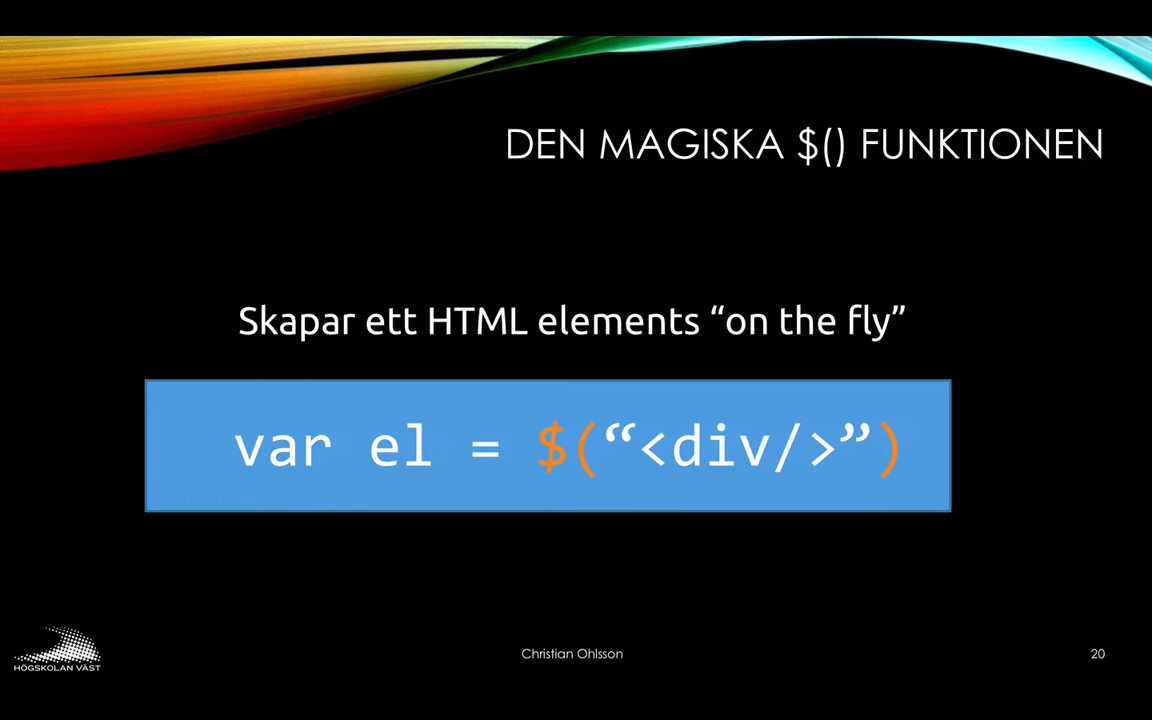 DEN MAGISKA $() FUNKTIONEN
Skapar ett HTML elements “on the fly”
var el = $(“<div/>”)
HÖGSKOLAN VÄST
Christian Ohlsson
20